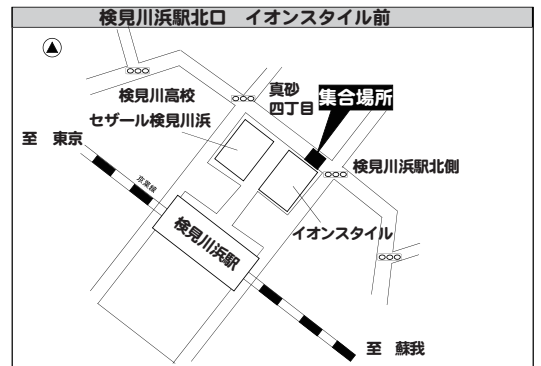 検見川浜駅北口　イオンスタイル前
検見川高校
真砂
四丁目
集合場所
セザール検見川浜
至　東京
検見川浜駅北側
京葉線
イオンスタイル
検見川浜駅
至　蘇我